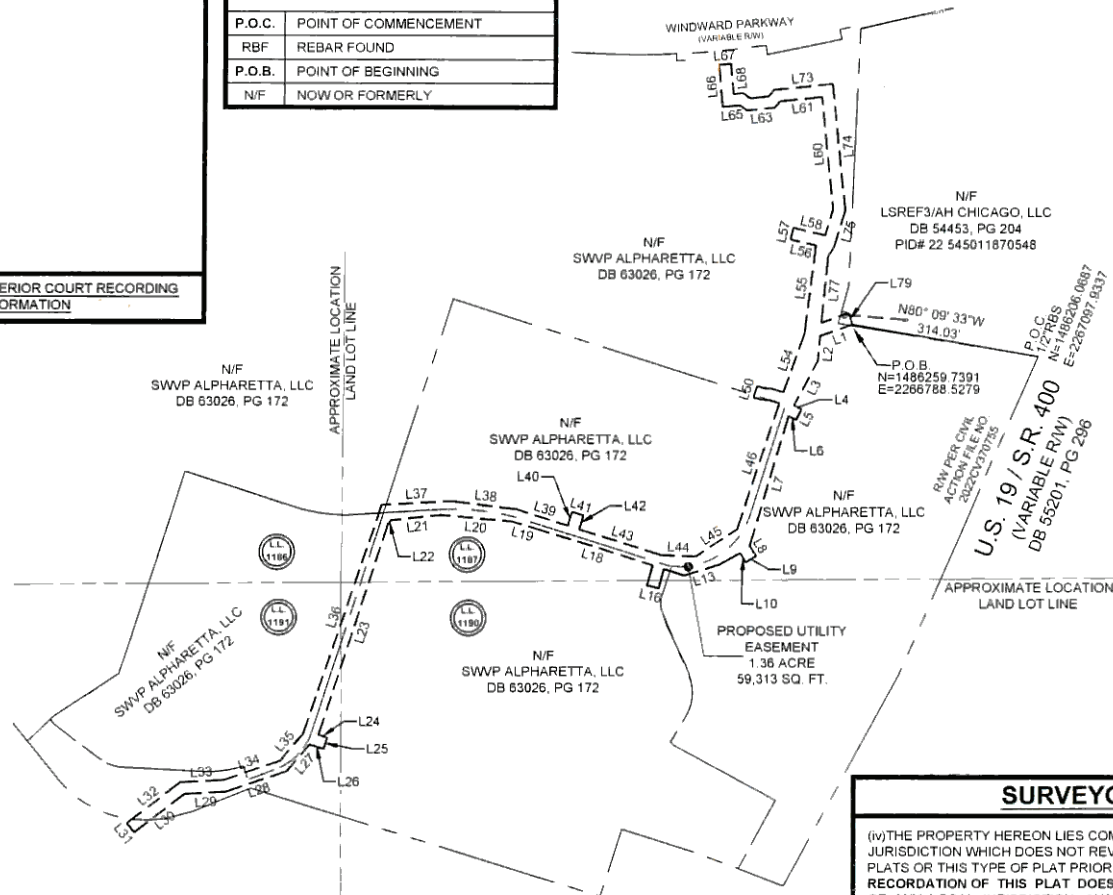 P.O.C. POINT OF COMMENCEMENT
RBF REBAR FOUND
P.O.B. POINT OF BEGINNING
N/F NOW OR FORMERLY
ERIOR COURT RECORDING
ORMATION
WINDWARD PARKWAY
(VARIABLE R/W)
L67
L66
L68
L73
L65
L63
L61
L60
L74
L75
L57
L58
L56
L55
L77
L79
L1
L2
L54
L3
L50
L4
L5
L6
L46
L7
N/F
LSREF3/AH CHICAGO, LLC
DB 54453, PG 204
PID# 22 545011870548
N/F
SWVP ALPHARETTA, LLC
DB 63026, PG 172
N80° 09' 33"W
314.03'
P.O.C.
1/2"RBS
N=1486206.0687
E=2267097.9337
P.O.B.
N=1486259.7391
E=2266788.5279
R/W PER CIVIL
ACTION FILE NO.
2022CV370755
U.S. 19 / S.R. 400
(VARIABLE R/W)
DB 55201, PG 296
APPROXIMATE LOCATION
LAND LOT LINE
N/F
SWVP ALPHARETTA, LLC
DB 63026, PG 172
N/F
SWVP ALPHARETTA, LLC
DB 63026, PG 172
N/F
SWVP ALPHARETTA, LLC
DB 63026, PG 172
L40
L41
L42
L37
L38
L39
L43
L44
L45
L8
L9
L10
L13
L16
L18
L19
L20
L21
L22
L.L.
1186
L.L.
1187
L.L.
1191
L.L.
1190
APPROXIMATE LOCATION
LAND LOT LINE
PROPOSED UTILITY
EASEMENT
1.36 ACRE
59,313 SQ. FT.
N/F
SWVP ALPHARETTA, LLC
DB 63026, PG 172
N/F
SWVP ALPHARETTA, LLC
DB 63026, PG 172
L36
L23
L24
L25
L26
L27
L35
L34
L33
L32
L28
L29
L30
L31
SURVEYO
(iv)THE PROPERTY HEREON LIES COM
JURISDICTION WHICH DOES NOT REV
PLATS OR THIS TYPE OF PLAT PRIOR
RECORDATION OF THIS PLAT DOES